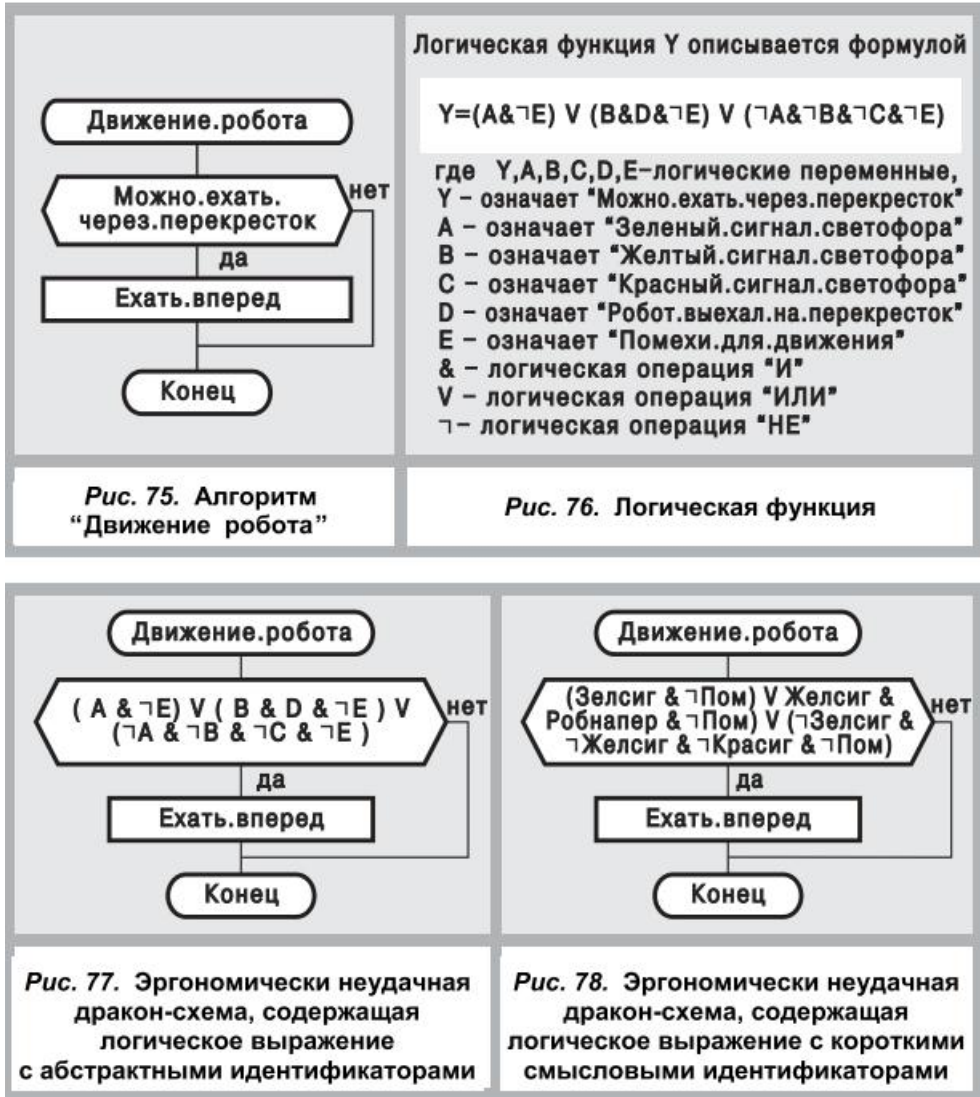 Движение.робота
Можно.ехать.
через.перекресток
нет
да
Ехать.вперед
Конец
Рис. 75. Алгоритм
“Движение робота”
Логическая функция Y описывается формулой
Y=(A&¬E) V (B&D&¬E) V (¬A&¬B&¬C&¬E)
где Y,A,B,C,D,E–логические переменные,
Y – означает "Можно.ехать.через.перекресток"
A – означает "Зеленый.сигнал.светофора"
B – означает "Желтый.сигнал.светофора"
C – означает "Красный.сигнал.светофора"
D – означает "Робот.выехал.на.перекресток"
E – означает "Помехи.для.движения"
& – логическая операция "И"
V – логическая операция "ИЛИ"
¬– логическая операция "НЕ"
Рис. 76. Логическая функция
Движение.робота
( A & ¬E) V ( B & D & ¬E ) V
(¬A & ¬B & ¬C & ¬E )
нет
да
Ехать.вперед
Конец
Рис. 77. Эргономически неудачная
дракон-схема, содержащая
логическое выражение
с абстрактными идентификаторами
Движение.робота
(Зелсиг & ¬Пом) V Желсиг &
Робнапер & ¬Пом) V (¬Зелсиг &
¬Желсиг & ¬Красиг & ¬Пом)
нет
да
Ехать.вперед
Конец
Рис. 78. Эргономически неудачная
дракон-схема, содержащая
логическое выражение с короткими
смысловыми идентификаторами